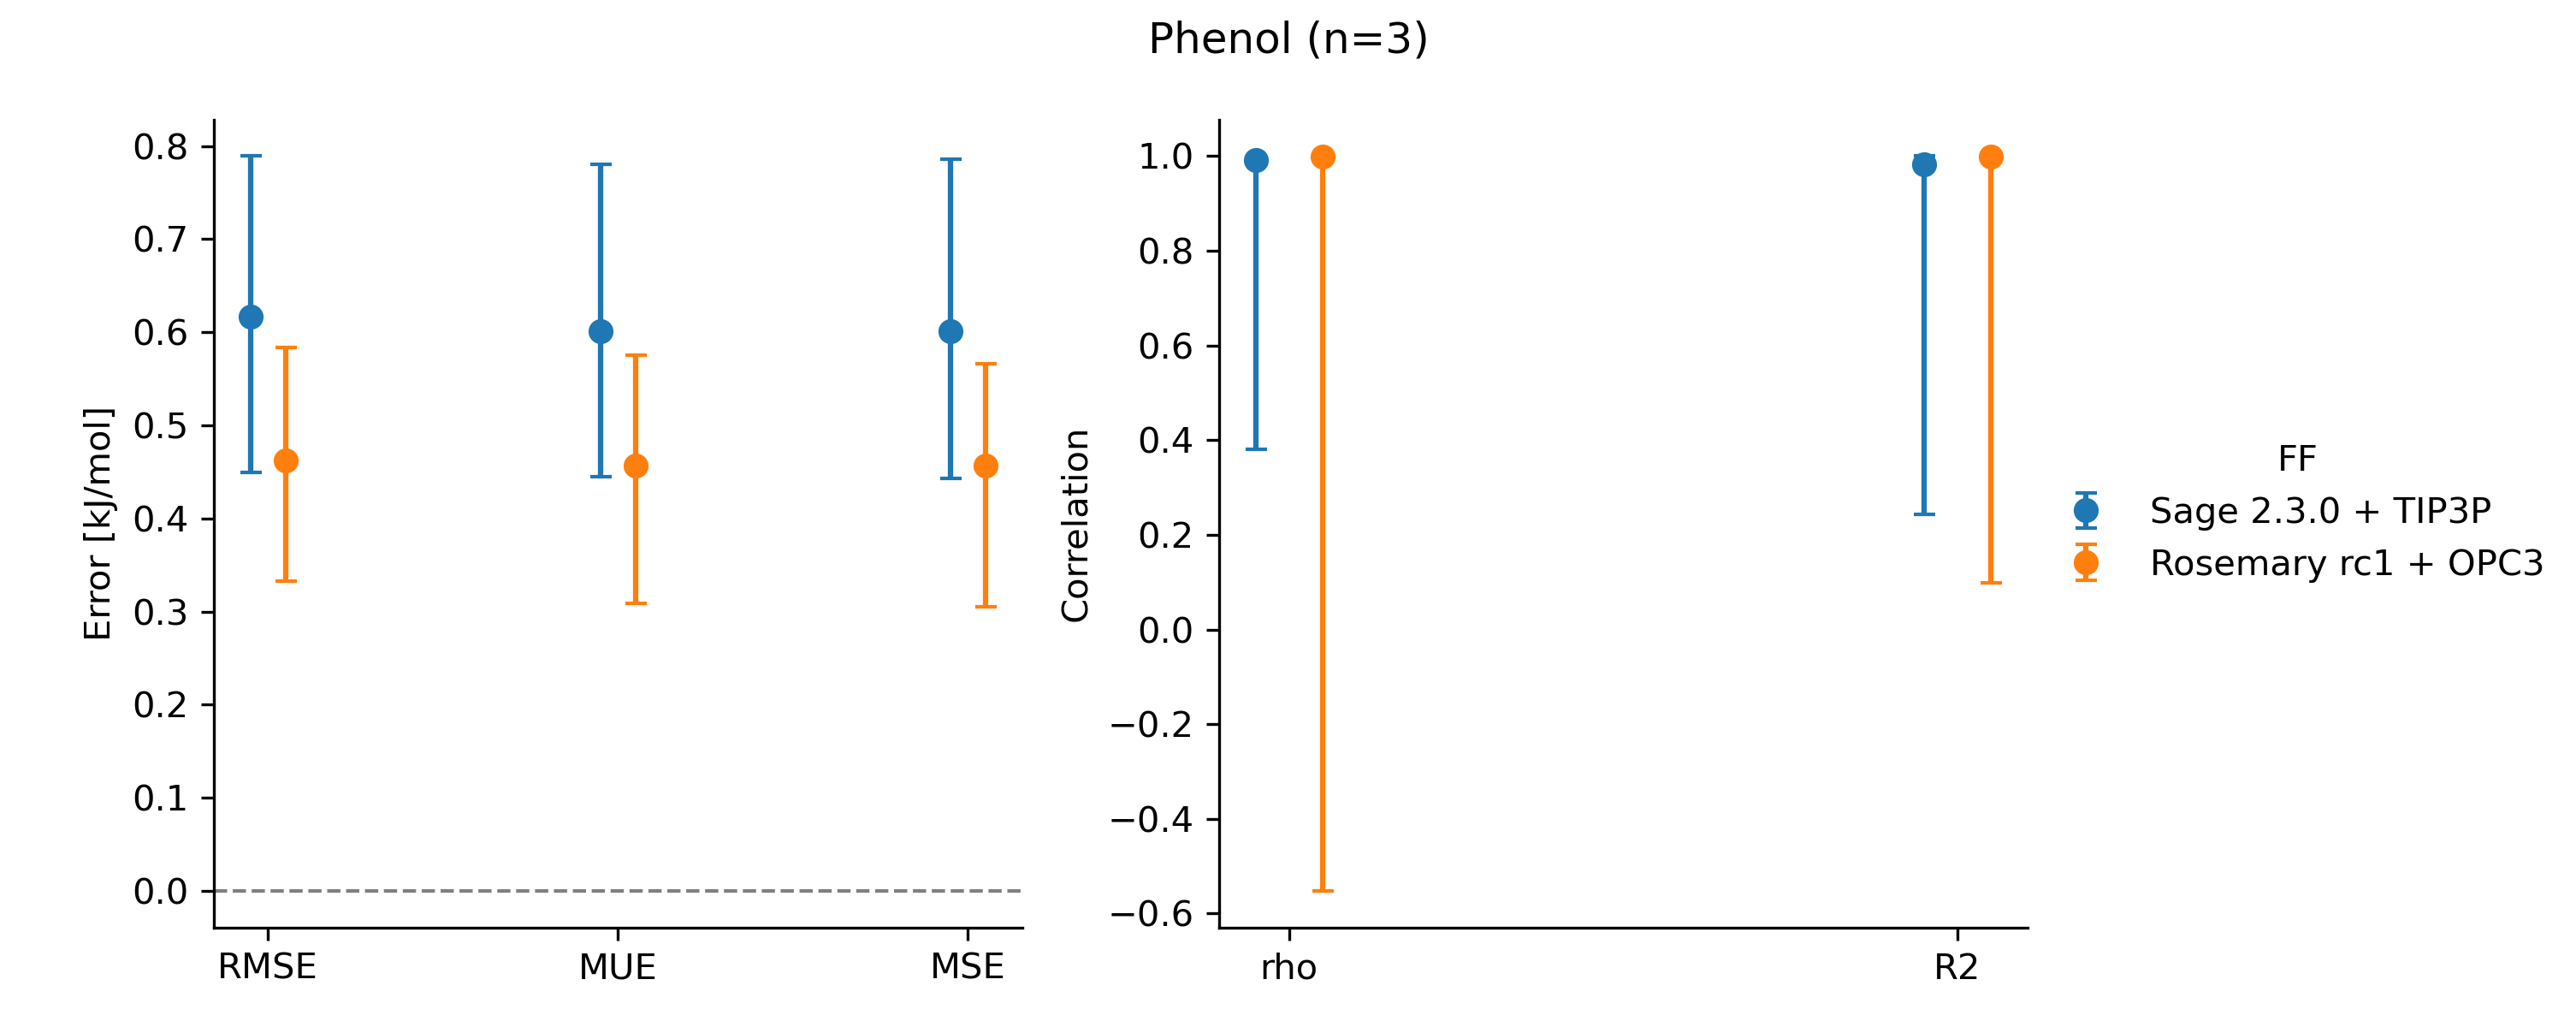 Phenol (n=3)
Error [kJ/mol]
0.8
0.7
0.6
0.5
0.4
0.3
0.2
0.1
0.0
RMSE
MUE
MSE
Correlation
1.0
0.8
0.6
0.4
0.2
0.0
−0.2
−0.4
−0.6
rho
R2
FF
Sage 2.3.0 + TIP3P
Rosemary rc1 + OPC3